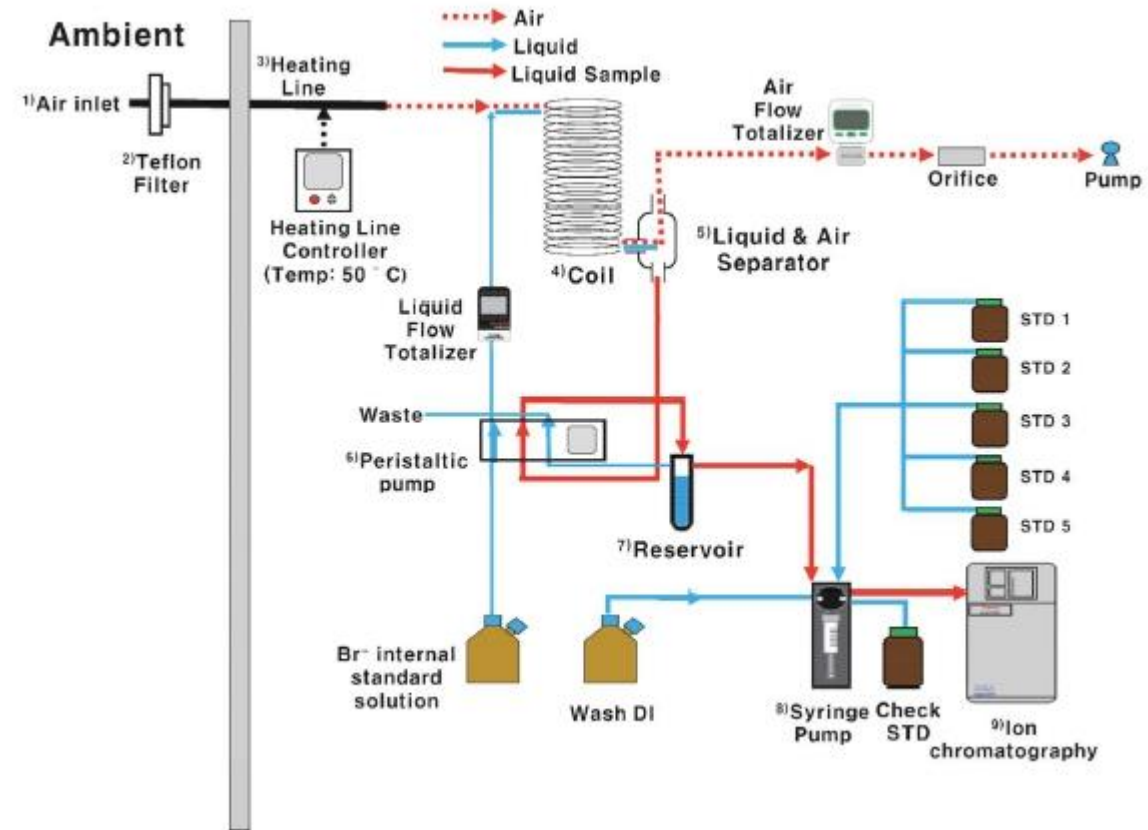 Ambient
Air
Liquid
Liquid Sample
1)Air inlet
2)Teflon
Filter
3)Heating
Line
Heating Line
Controller
(Temp: 50 ° C)
4)Coil
5)Liquid & Air
Separator
Air
Flow
Totalizer
Orifice
Pump
Liquid
Flow
Totalizer
Waste
6)Peristaltic
pump
7)Reservoir
STD 1
STD 2
STD 3
STD 4
STD 5
Br⁻ internal
standard
solution
Wash DI
8)Syringe
Pump
Check
STD
9)Ion
chromatography